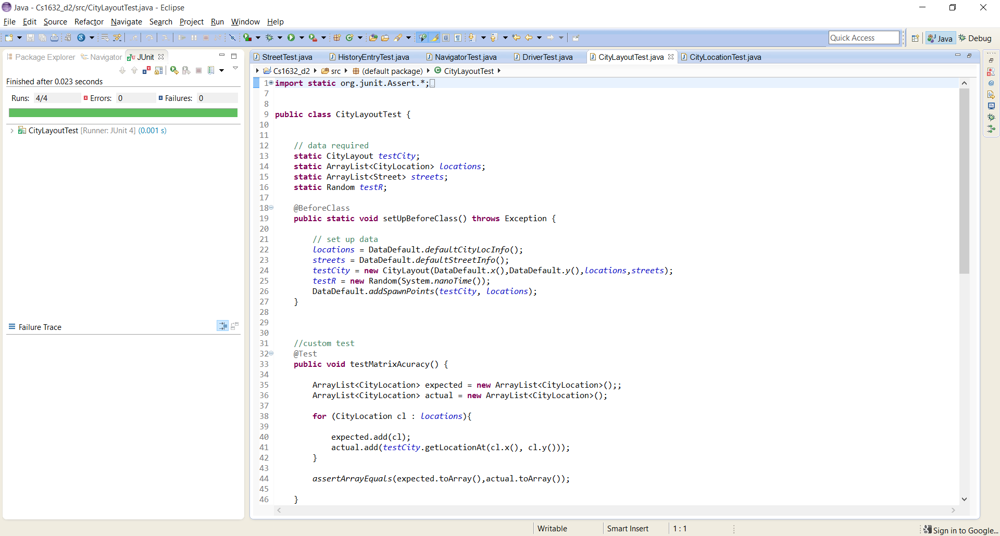 Java - Cs1632_d2/src/CityLayoutTest.java - Eclipse
File Edit Source Refactor Navigate Search Project Run Window Help
Quick Access
Java
Debug
Package Explorer Navigator JUnit
Finished after 0.023 seconds
Runs: 4/4 Errors: 0 Failures: 0
CityLayoutTest [Runner: JUnit 4] (0.001 s)
Failure Trace
StreetTest.java HistoryEntryTest.java NavigatorTest.java DriverTest.java CityLayoutTest.java CityLocationTest.java
Cs1632_d2 src (default package) CityLayoutTest
1 import static org.junit.Assert.*;
7
8
9 public class CityLayoutTest {
10
11
12 // data required
13 static CityLayout testCity;
14 static ArrayList<CityLocation> locations;
15 static ArrayList<Street> streets;
16 static Random testR;
17
18 @BeforeClass
19 public static void setUpBeforeClass() throws Exception {
20
21 // set up data
22 locations = DataDefault.defaultCityLocInfo();
23 streets = DataDefault.defaultStreetInfo();
24 testCity = new CityLayout(DataDefault.x(),DataDefault.y(),locations,streets);
25 testR = new Random(System.nanoTime());
26 DataDefault.addSpawnPoints(testCity, locations);
27 }
28
29
30
31 //custom test
32 @Test
33 public void testMatrixAcuracy() {
34
35 ArrayList<CityLocation> expected = new ArrayList<CityLocation>();;
36 ArrayList<CityLocation> actual = new ArrayList<CityLocation>();
37
38 for (CityLocation cl : locations){
39
40 expected.add(cl);
41 actual.add(testCity.getLocationAt(cl.x(), cl.y()));
42 }
43
44 assertArrayEquals(expected.toArray(),actual.toArray());
45
46 }
Writable Smart Insert 1 : 1
Sign in to Google...